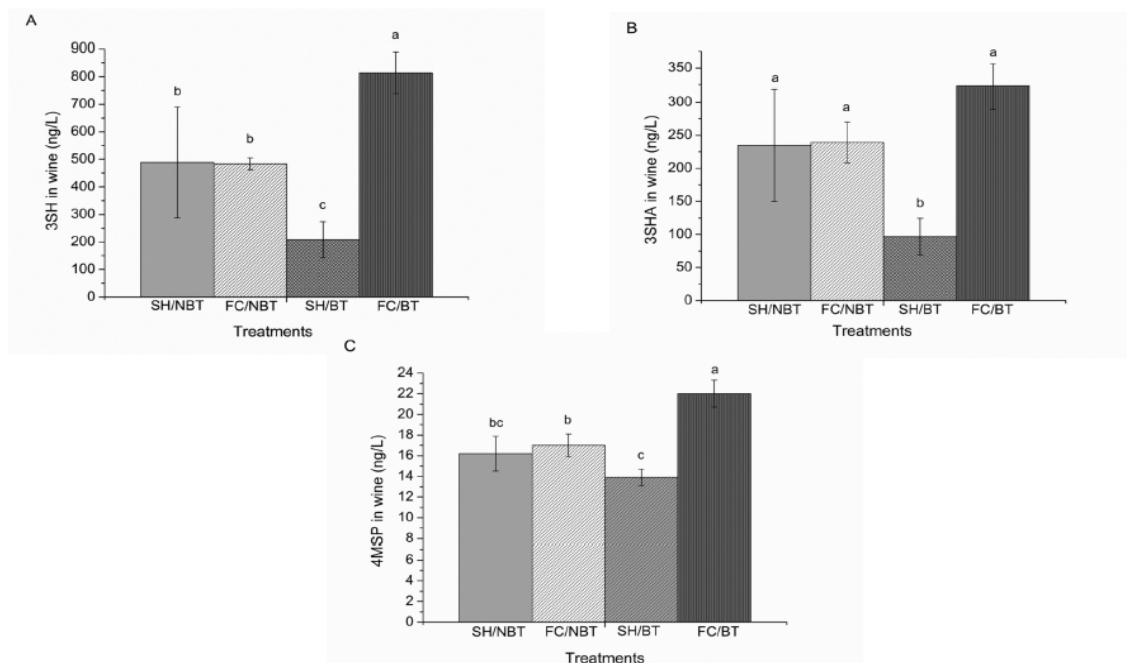 A
3SH in wine (ng/L)
900
800
700
600
500
400
300
200
100
0
b
b
c
a
SH/NBT FC/NBT SH/BT FC/BT
Treatments
B
3SHA in wine (ng/L)
350
300
250
200
150
100
50
0
a
a
b
a
SH/NBT FC/NBT SH/BT FC/BT
Treatments
C
4MSP in wine (ng/L)
24
22
20
18
16
14
12
10
8
6
4
2
0
bc
b
c
a
SH/NBT FC/NBT SH/BT FC/BT
Treatments